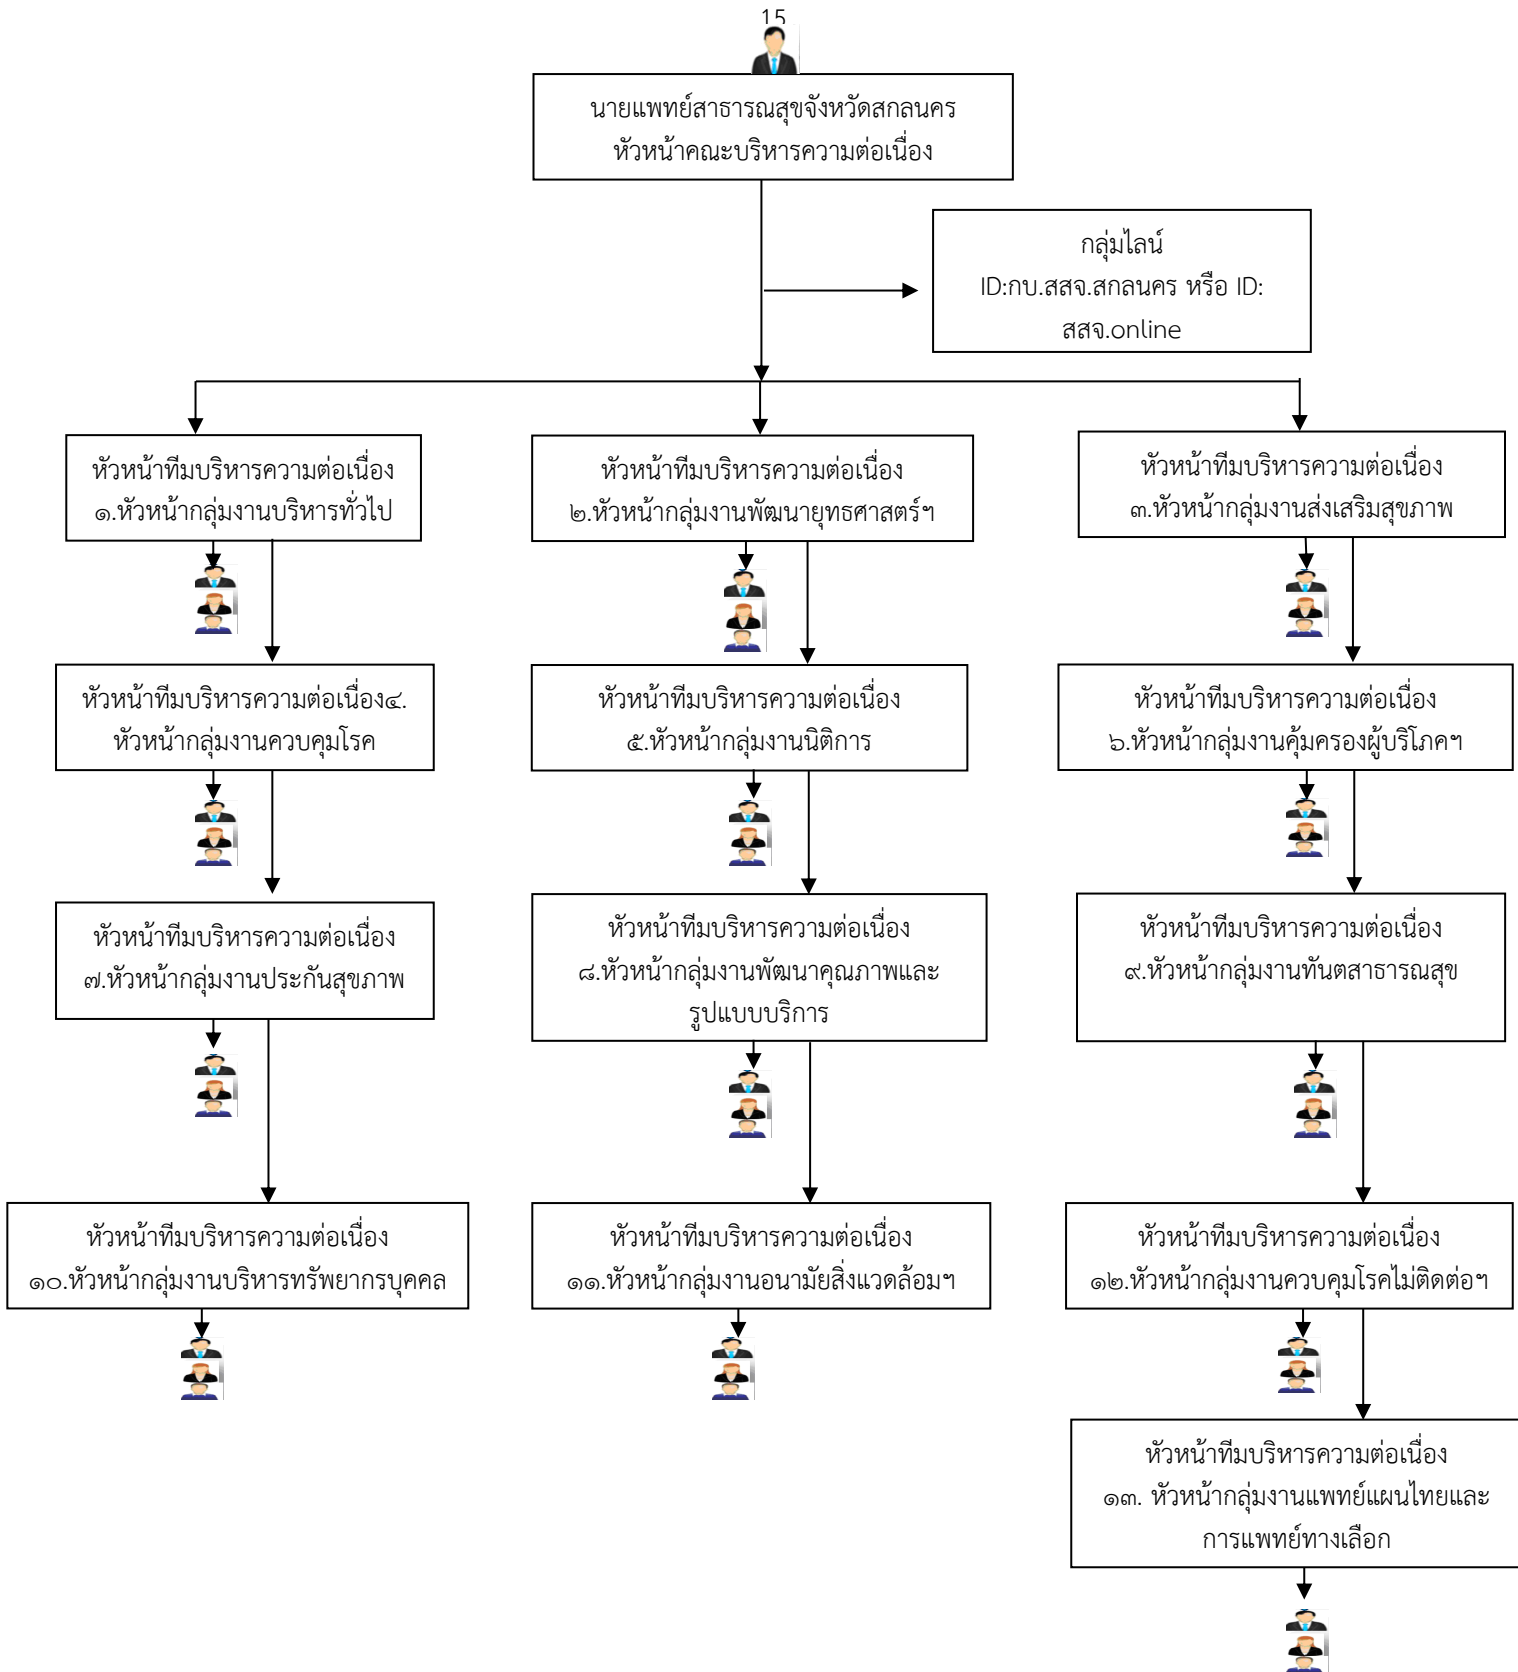 15
นายแพทย์สาธารณสุขจังหวัดสกลนคร
หัวหน้าคณะบริหารความต่อเนื่อง
กลุ่มไลน์
ID:กบ.สสจ.สกลนคร หรือ ID:
สสจ.online
หัวหน้าทีมบริหารความต่อเนื่อง
๑.หัวหน้ากลุ่มงานบริหารทั่วไป
หัวหน้าทีมบริหารความต่อเนื่อง
๒.หัวหน้ากลุ่มงานพัฒนายุทธศาสตร์ฯ
หัวหน้าทีมบริหารความต่อเนื่อง
๓.หัวหน้ากลุ่มงานส่งเสริมสุขภาพ
หัวหน้าทีมบริหารความต่อเนื่อง๔.
หัวหน้ากลุ่มงานควบคุมโรค
หัวหน้าทีมบริหารความต่อเนื่อง
๕.หัวหน้ากลุ่มงานนิติการ
หัวหน้าทีมบริหารความต่อเนื่อง
๖.หัวหน้ากลุ่มงานคุ้มครองผู้บริโภคฯ
หัวหน้าทีมบริหารความต่อเนื่อง
๗.หัวหน้ากลุ่มงานประกันสุขภาพ
หัวหน้าทีมบริหารความต่อเนื่อง
๘.หัวหน้ากลุ่มงานพัฒนาคุณภาพและ
รูปแบบบริการ
หัวหน้าทีมบริหารความต่อเนื่อง
๙.หัวหน้ากลุ่มงานทันตสาธารณสุข
หัวหน้าทีมบริหารความต่อเนื่อง
๑๐.หัวหน้ากลุ่มงานบริหารทรัพยากรบุคคล
หัวหน้าทีมบริหารความต่อเนื่อง
๑๑.หัวหน้ากลุ่มงานอนามัยสิ่งแวดล้อมฯ
หัวหน้าทีมบริหารความต่อเนื่อง
๑๒.หัวหน้ากลุ่มงานควบคุมโรคไม่ติดต่อฯ
หัวหน้าทีมบริหารความต่อเนื่อง
๑๓. หัวหน้ากลุ่มงานแพทย์แผนไทยและ
การแพทย์ทางเลือก